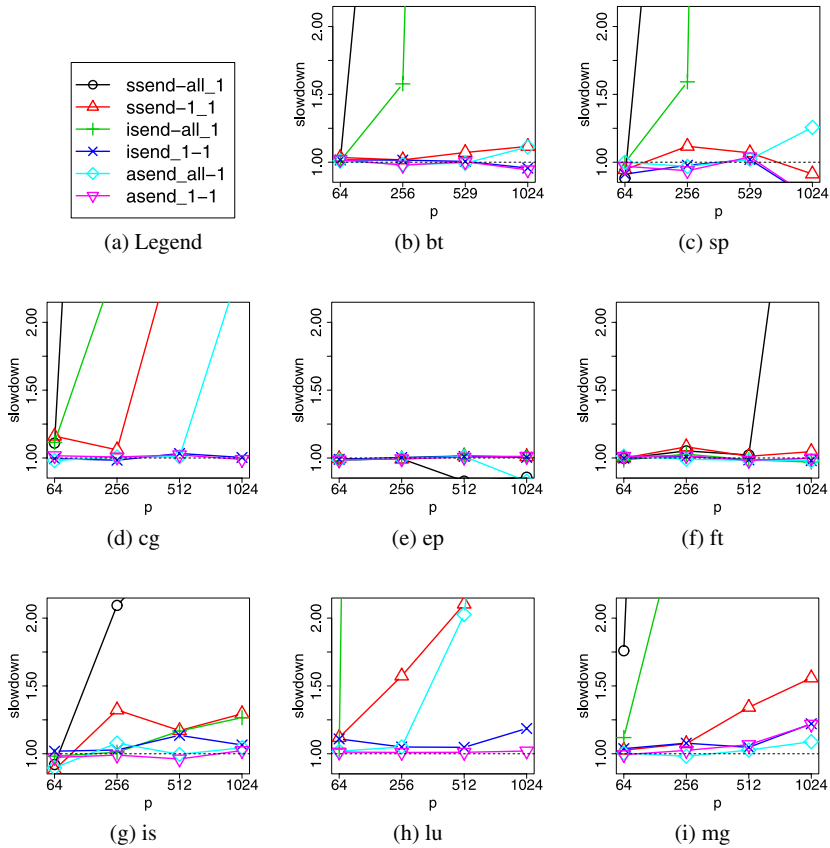 ssend-all_1
ssend-1_1
isend-all_1
isend_1-1
asend_all-1
asend_1-1
(a) Legend
slowdown
1.00 1.50 2.00
64 256 529 1024
p
(b) bt
slowdown
1.00 1.50 2.00
64 256 529 1024
p
(c) sp
slowdown
1.00 1.50 2.00
64 256 512 1024
p
(d) cg
slowdown
1.00 1.50 2.00
64 256 512 1024
p
(e) ep
slowdown
1.00 1.50 2.00
64 256 512 1024
p
(f) ft
slowdown
1.00 1.50 2.00
64 256 512 1024
p
(g) is
slowdown
1.00 1.50 2.00
64 256 512 1024
p
(h) lu
slowdown
1.00 1.50 2.00
64 256 512 1024
p
(i) mg